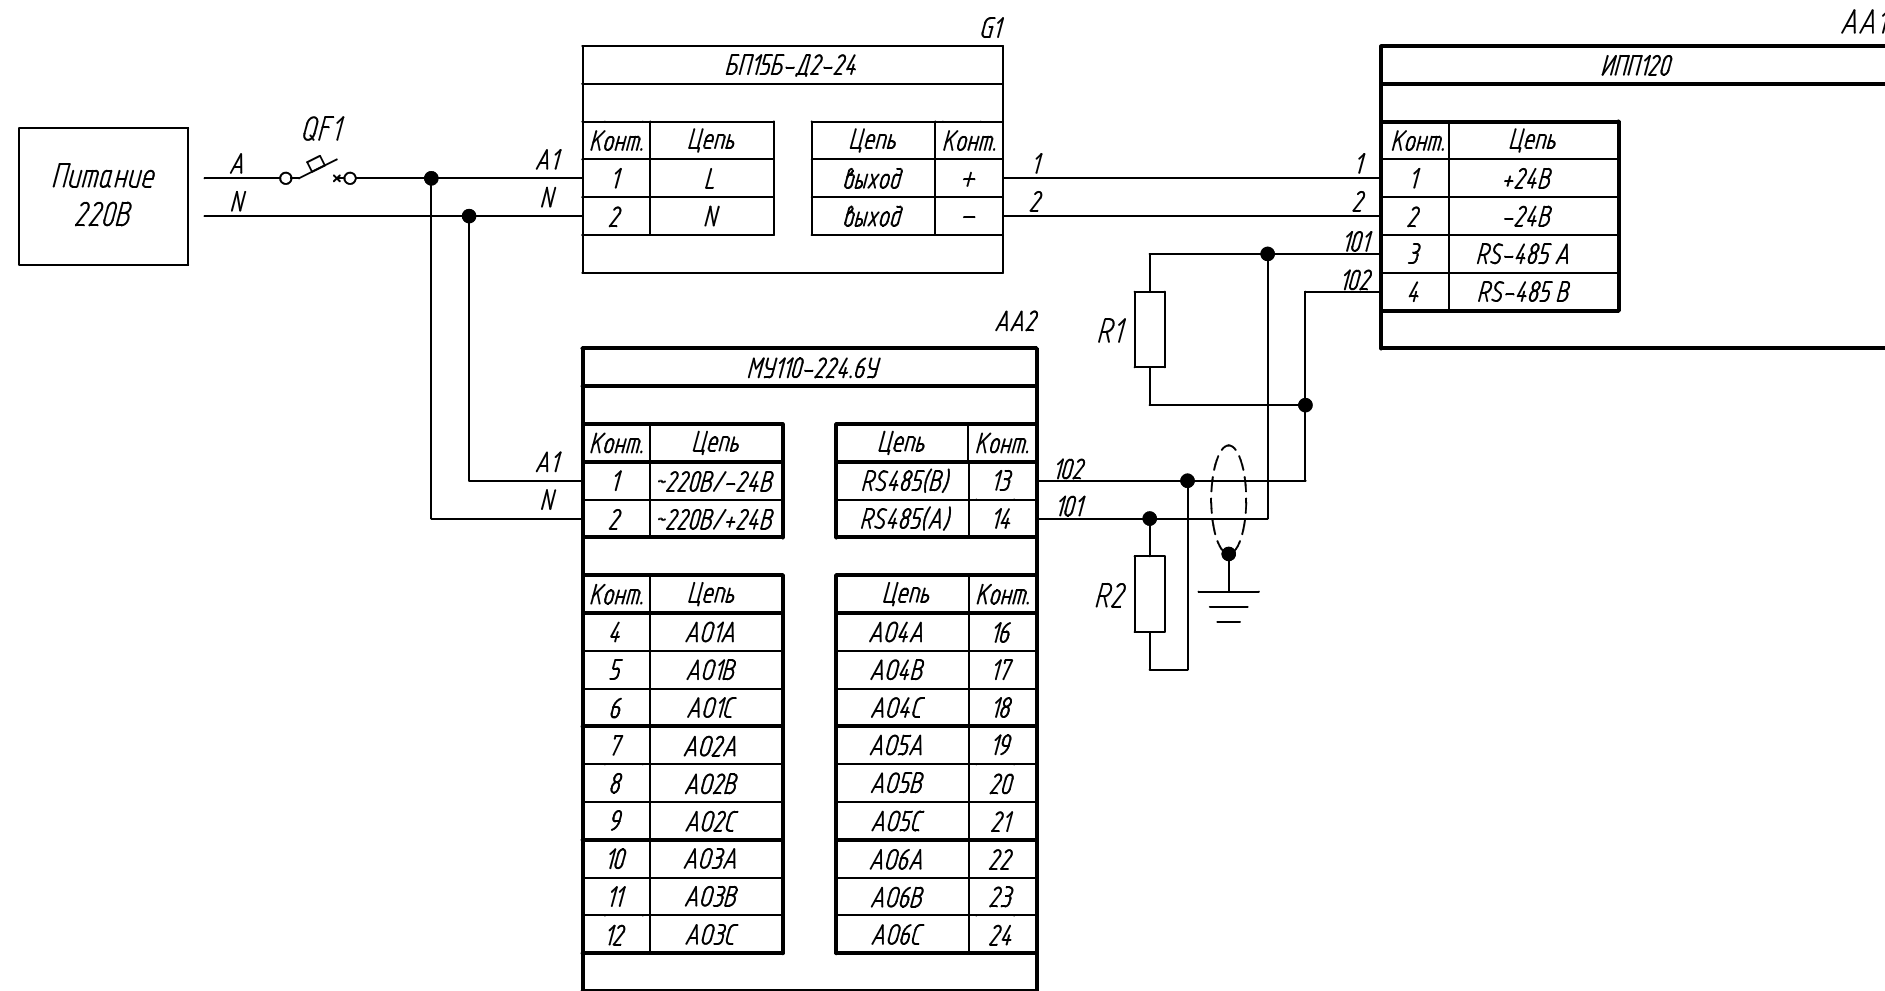 G1
БП15Б-Д2-24
Конт. Цепь Цепь Конт.
1 L выход +
2 N выход −
AA1
ИПП120
Конт. Цепь
1 +24В
2 -24В
3 RS-485 A
4 RS-485 B
Питание
220В
QF1
A
N
A1
N
1
2
1
2
101
102
R1
AA2
МУ110-224.6У
Конт. Цепь Цепь Конт.
1 ~220В/-24В RS485(B) 13
2 ~220В/+24В RS485(A) 14
A1
N
102
101
R2
Конт. Цепь Цепь Конт.
4 AO1A AO4A 16
5 AO1B AO4B 17
6 AO1C AO4C 18
7 AO2A AO5A 19
8 AO2B AO5B 20
9 AO2C AO5C 21
10 AO3A AO6A 22
11 AO3B AO6B 23
12 AO3C AO6C 24